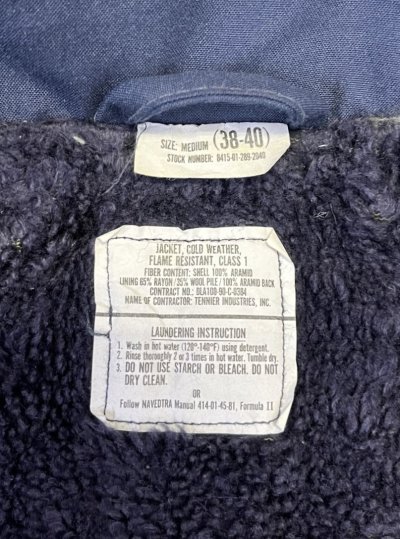 SIZE: MEDIUM (38-40)
STOCK NUMBER: 8415-01-289-2040
JACKET, COLD WEATHER,
FLAME RESISTANT, CLASS 1
FIBER CONTENT: SHELL 100% ARAMID
LINING 65% RAYON/35% WOOL PILE/100% ARAMID BACK
CONTRACT NO.: DLA100-90-C-0384
NAME OF CONTRACTOR: TENNIER INDUSTRIES, INC.
LAUNDERING INSTRUCTION
1. Wash in hot water (120°-140°F) using detergent.
2. Rinse thoroughly 2 or 3 times in hot water. Tumble dry.
3. DO NOT USE STARCH OR BLEACH. DO NOT
DRY CLEAN.
OR
Follow NAVEDTRA Manual 414-01-45-81, Formula II